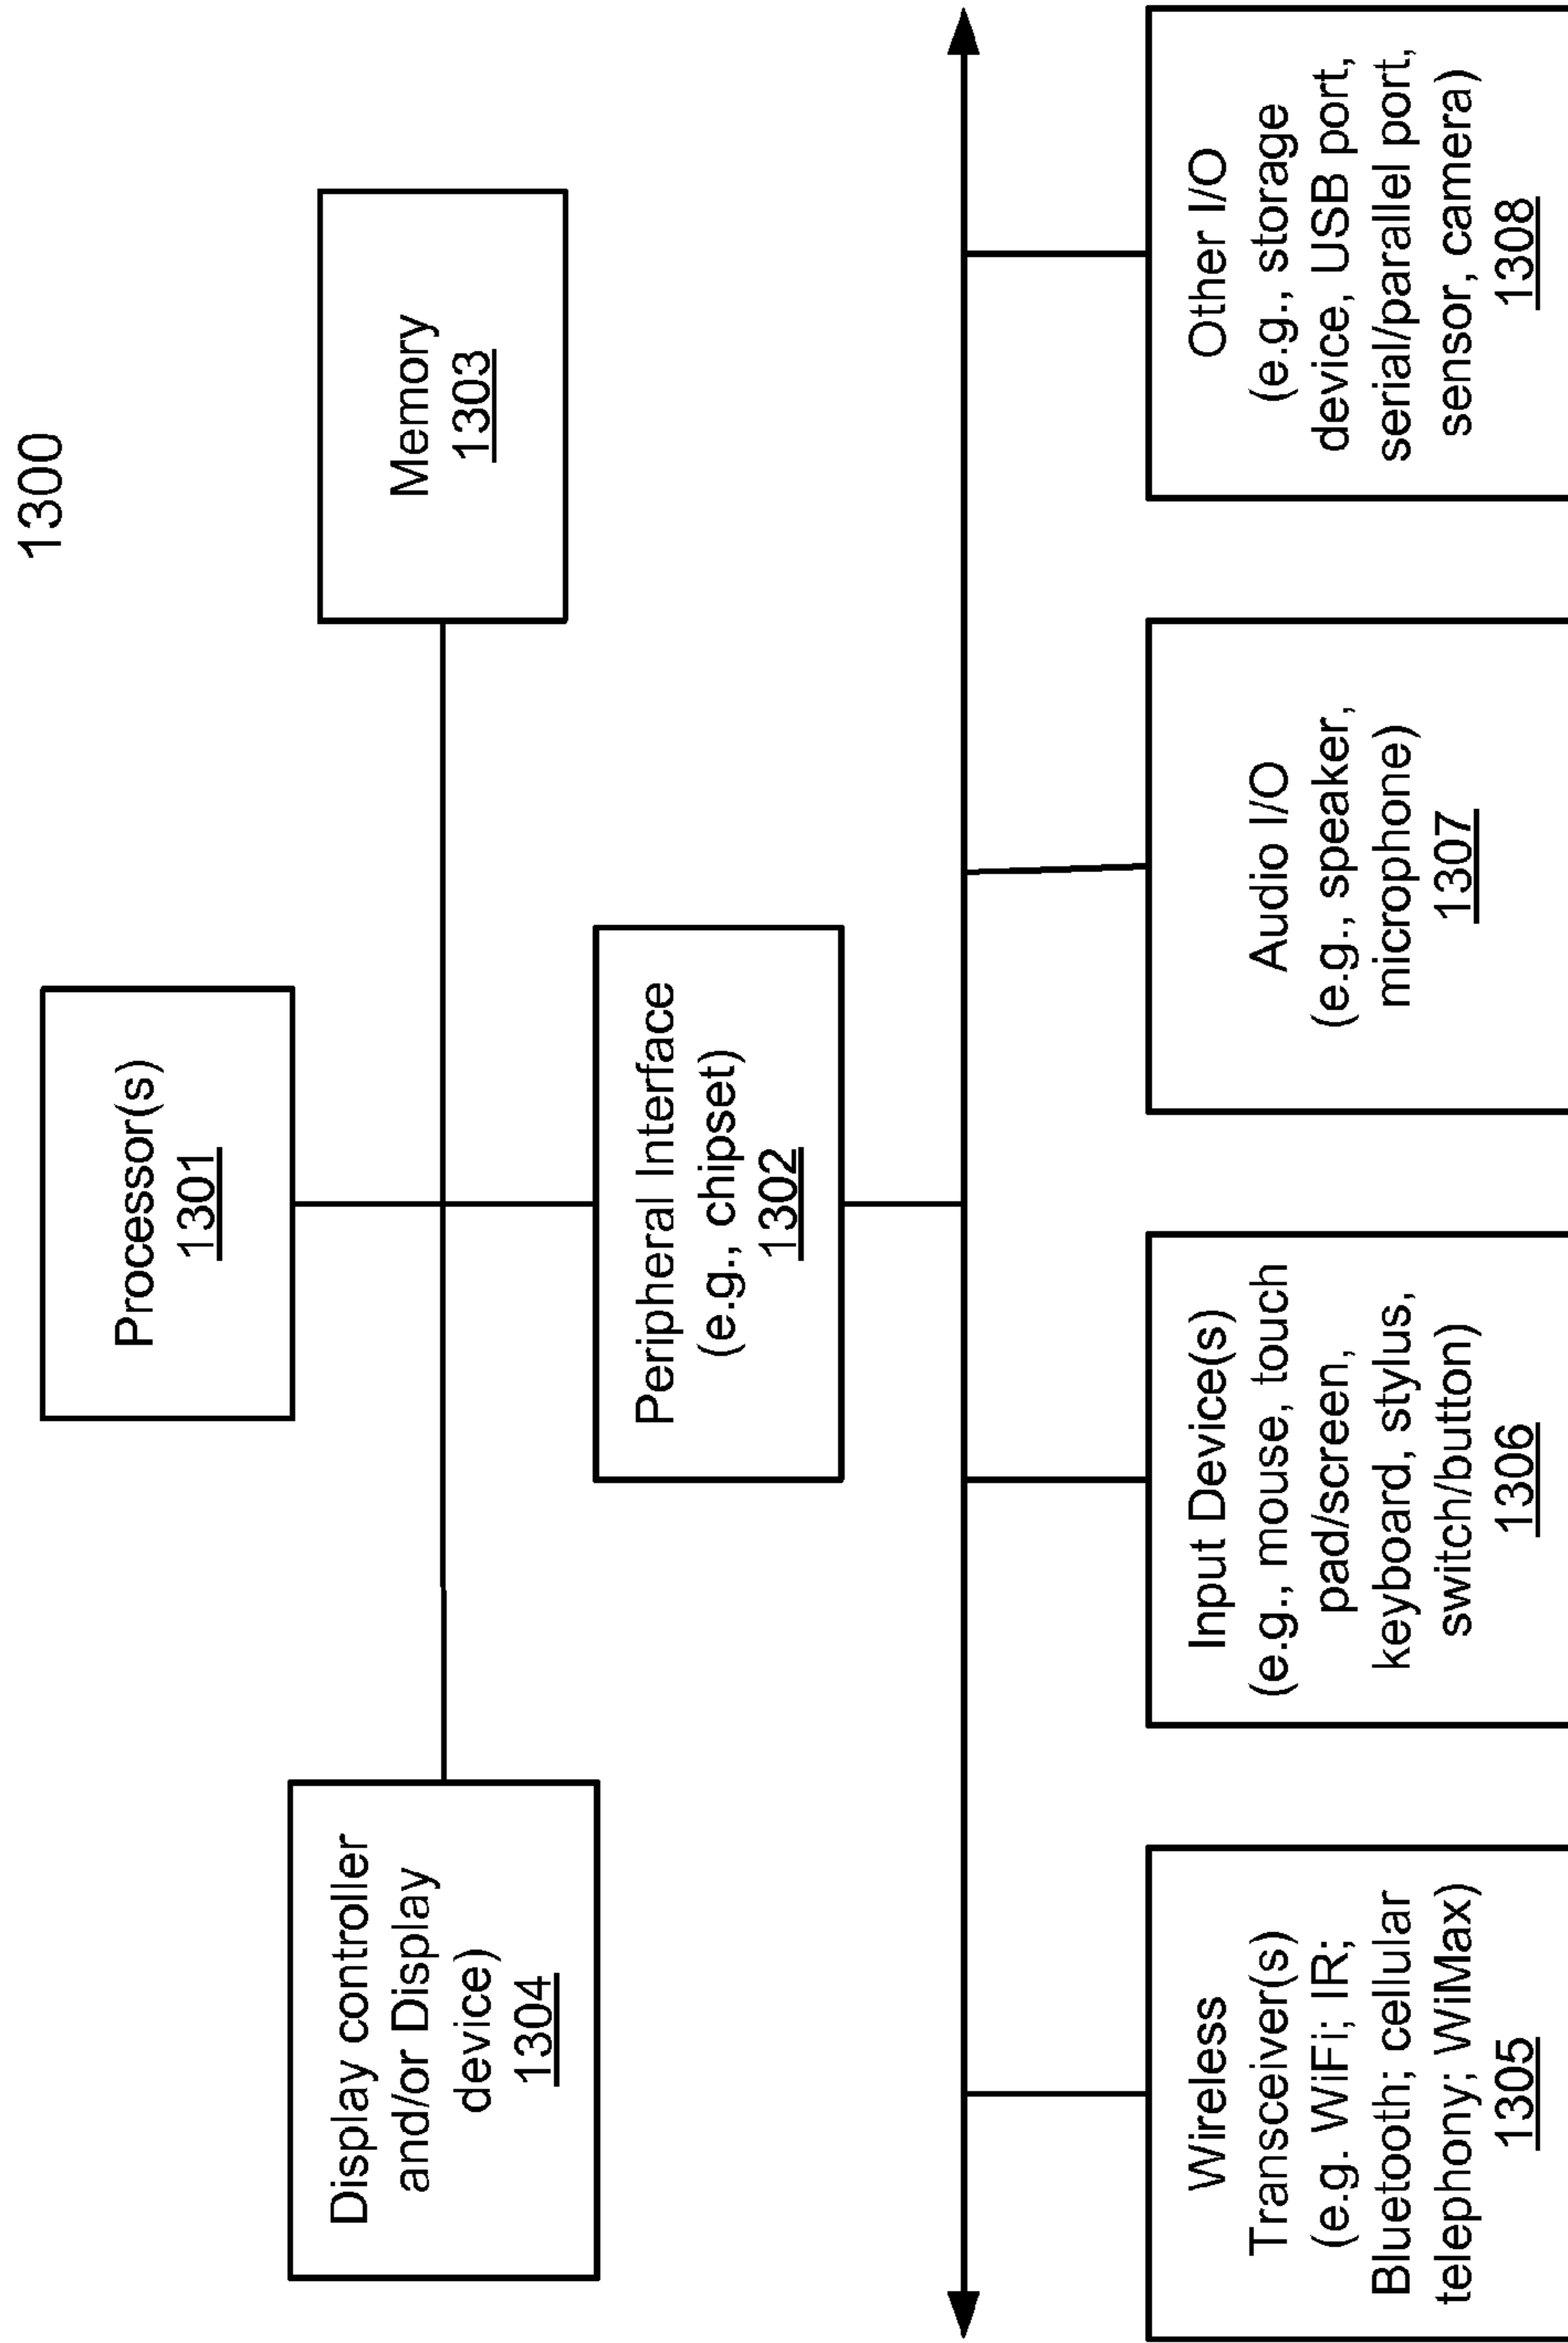 1300
Processor(s)
1301
Display controller
and/or Display
device)
1304
Memory
1303
Peripheral Interface
(e.g., chipset)
1302
Wireless
Transceiver(s)
(e.g. WiFi; IR;
Bluetooth; cellular
telephony; WiMax)
1305
Input Device(s)
(e.g., mouse, touch
pad/screen,
keyboard, stylus,
switch/button)
1306
Audio I/O
(e.g., speaker,
microphone)
1307
Other I/O
(e.g., storage
device, USB port,
serial/parallel port,
sensor, camera)
1308